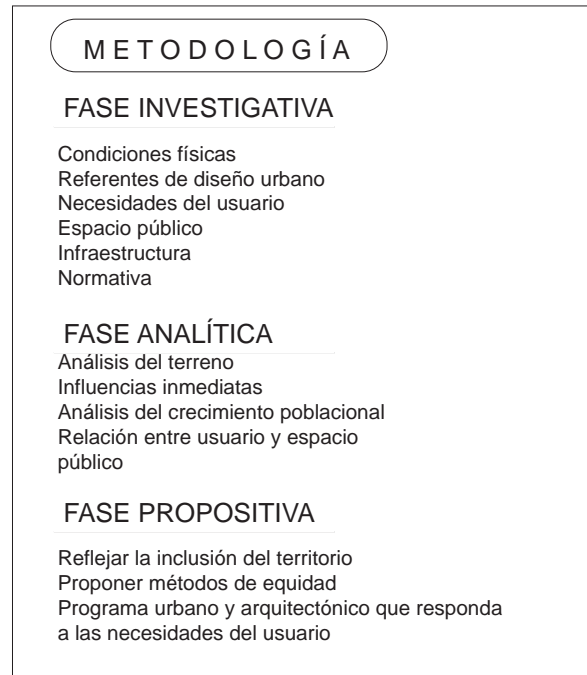 METODOLOGÍA
FASE INVESTIGATIVA
Condiciones físicas
Referentes de diseño urbano
Necesidades del usuario
Espacio público
Infraestructura
Normativa
FASE ANALÍTICA
Análisis del terreno
Influencias inmediatas
Análisis del crecimiento poblacional
Relación entre usuario y espacio
público
FASE PROPOSITIVA
Reflejar la inclusión del territorio
Proponer métodos de equidad
Programa urbano y arquitectónico que responda
a las necesidades del usuario